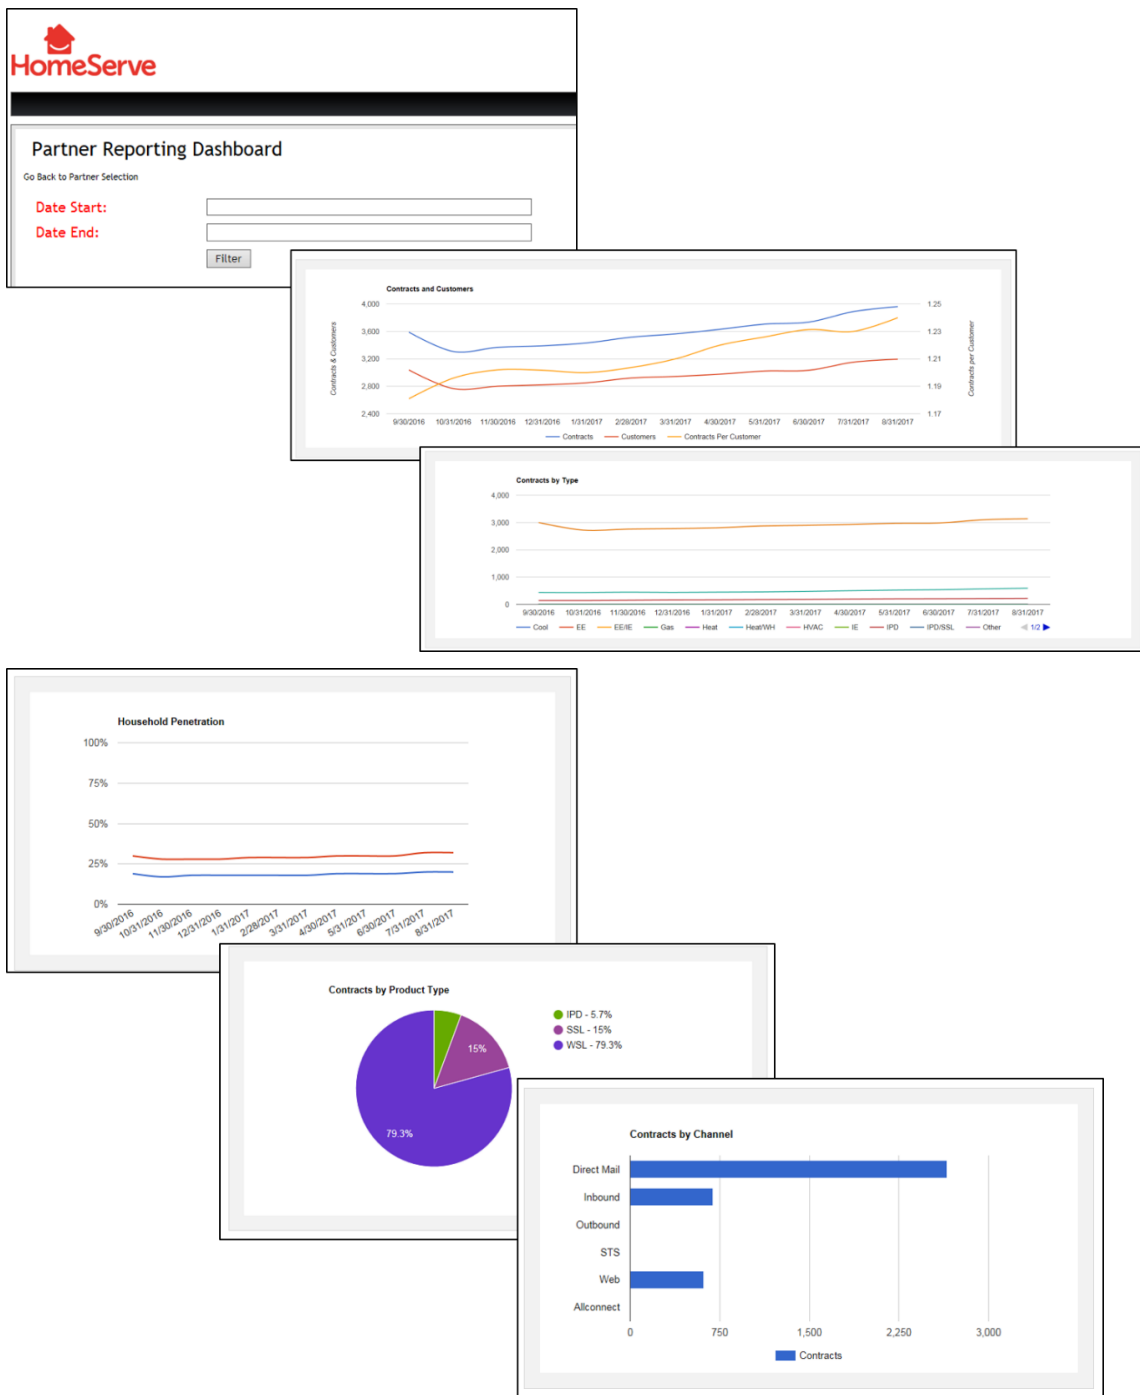 HomeServe
Partner Reporting Dashboard
Go Back to Partner Selection
Date Start:
Date End:
Filter
Contracts and Customers
4,000
3,600
3,200
2,800
2,400
Contracts & Customers
1.25
1.23
1.21
1.19
1.17
Contracts per Customer
9/30/2016 10/31/2016 11/30/2016 12/31/2016 1/31/2017 2/28/2017 3/31/2017 4/30/2017 5/31/2017 6/30/2017 7/31/2017 8/31/2017
Contracts Customers Contracts Per Customer
Contracts by Type
4,000
3,000
2,000
1,000
0
9/30/2016 10/31/2016 11/30/2016 12/31/2016 1/31/2017 2/28/2017 3/31/2017 4/30/2017 5/31/2017 6/30/2017 7/31/2017 8/31/2017
Cool EE EE/IE Gas Heat Heat/WH HVAC IE IPD IPD/SSL Other 1/2
Household Penetration
100%
75%
50%
25%
0%
9/30/2016 10/31/2016 11/30/2016 12/31/2016 1/31/2017 2/28/2017 3/31/2017 4/30/2017 5/31/2017 6/30/2017 7/31/2017 8/31/2017
Contracts by Product Type
IPD - 5.7%
SSL - 15%
WSL - 79.3%
15%
79.3%
Contracts by Channel
Direct Mail
Inbound
Outbound
STS
Web
Allconnect
0 750 1,500 2,250 3,000
Contracts